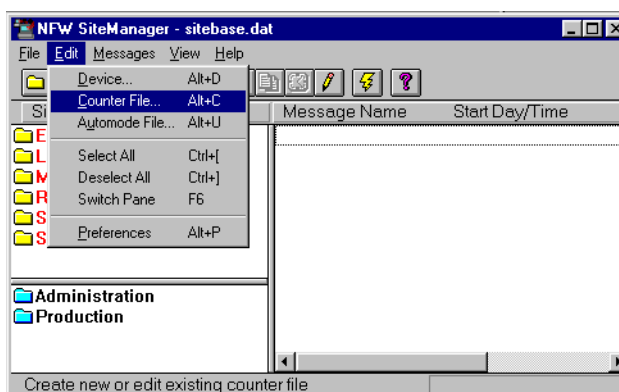 NFW SiteManager - sitebase.dat
File Edit Messages View Help
Device... Alt+D
Counter File... Alt+C
Automode File... Alt+U
Select All Ctrl+[
Deselect All Ctrl+]
Switch Pane F6
Preferences Alt+P
Si Message Name Start Day/Time
E
L
M
R
S
S
Administration
Production
Create new or edit existing counter file